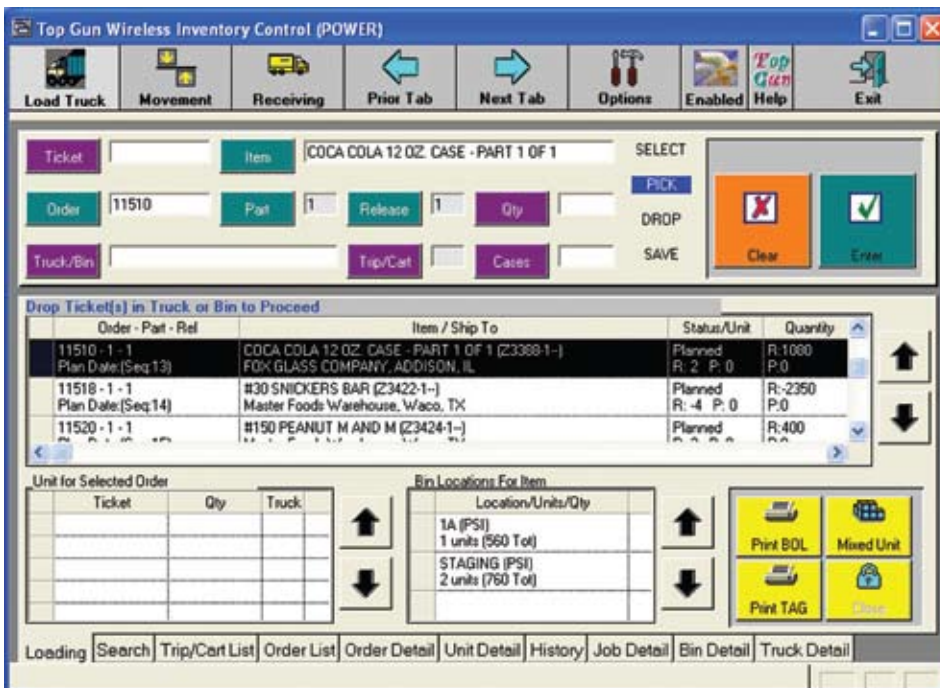 Top Gun Wireless Inventory Control (POWER)
Load Truck Movement Receiving Prior Tab Next Tab Options Enabled Top Gun Help Exit
Ticket Item COCA COLA 12 OZ. CASE - PART 1 OF 1 SELECT
PICK
Order 11510 Part 1 Release 1 Qty
DROP
Truck/Bin Trip/Cart Cases SAVE
Clear Enter
Drop Ticket(s) in Truck or Bin to Proceed
Order - Part - Rel Item / Ship To Status/Unit Quantity
11510 - 1 - 1 COCA COLA 12 OZ. CASE - PART 1 OF 1 (Z3388-1--) Planned R:1080
Plan Date:(Seq:13) FOX GLASS COMPANY, ADDISON, IL R: 2 P: 0 P:0
11518 - 1 - 1 #30 SNICKERS BAR (Z3422-1--) Planned R:-2350
Plan Date:(Seq:14) Master Foods Warehouse, Waco, TX R: -4 P: 0 P:0
11520 - 1 - 1 #150 PEANUT M AND M (Z3424-1--) Planned R:400
Unit for Selected Order Bin Locations For Item
Ticket Qty Truck Location/Units/Qty
1A (PSI)
1 units (560 Tot)
STAGING (PSI)
2 units (760 Tot)
Print BOL Mixed Unit
Print TAG Close
Loading Search Trip/Cart List Order List Order Detail Unit Detail History Job Detail Bin Detail Truck Detail